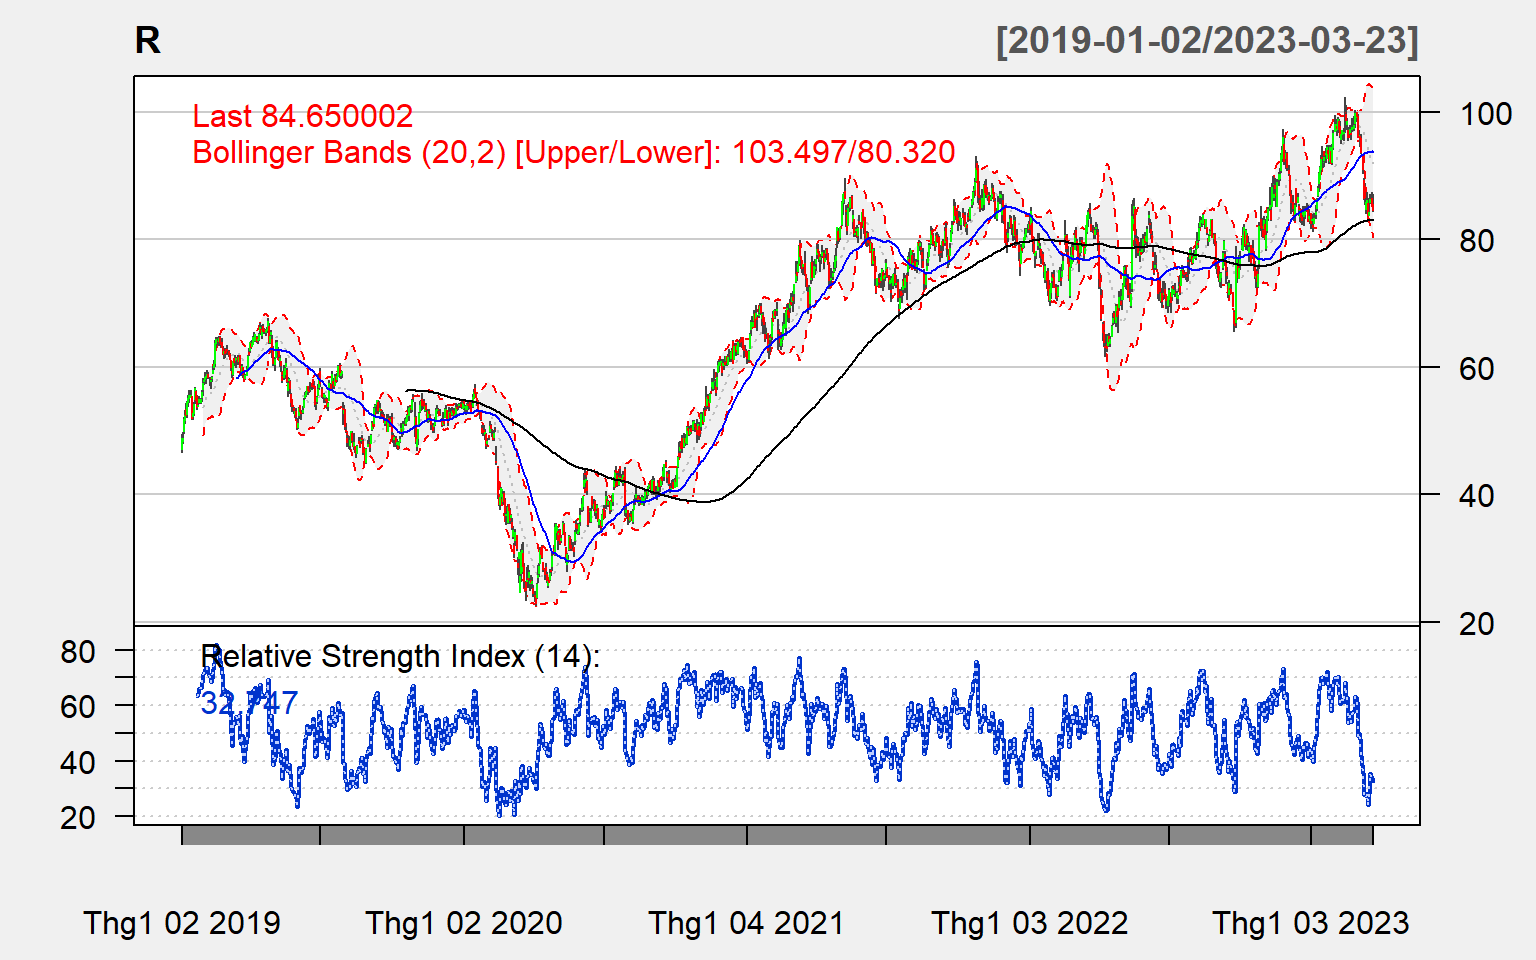 R [2019-01-02/2023-03-23]
Last 84.650002
Bollinger Bands (20,2) [Upper/Lower]: 103.497/80.320
100
80
60
40
20
Relative Strength Index (14):
32.747
80
60
40
20
Thg1 02 2019 Thg1 02 2020 Thg1 04 2021 Thg1 03 2022 Thg1 03 2023